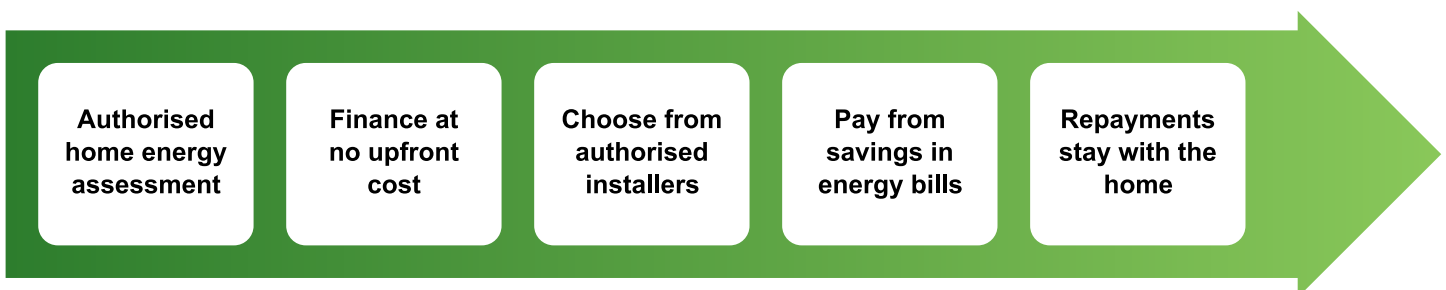 Authorised
home energy
assessment
Finance at
no upfront
cost
Choose from
authorised
installers
Pay from
savings in
energy bills
Repayments
stay with the
home